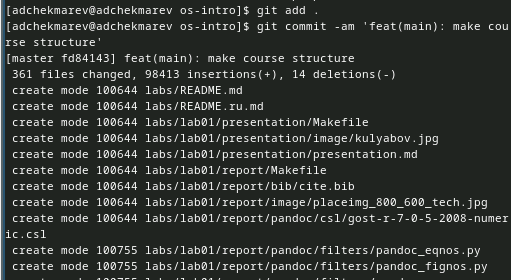 [adchekmarev@adchekmarev os-intro]$ git add .
[adchekmarev@adchekmarev os-intro]$ git commit -am 'feat(main): make cou
rse structure'
[master fd84143] feat(main): make course structure
 361 files changed, 98413 insertions(+), 14 deletions(-)
 create mode 100644 labs/README.md
 create mode 100644 labs/README.ru.md
 create mode 100644 labs/lab01/presentation/Makefile
 create mode 100644 labs/lab01/presentation/image/kulyabov.jpg
 create mode 100644 labs/lab01/presentation/presentation.md
 create mode 100644 labs/lab01/report/Makefile
 create mode 100644 labs/lab01/report/bib/cite.bib
 create mode 100644 labs/lab01/report/image/placeimg_800_600_tech.jpg
 create mode 100644 labs/lab01/report/pandoc/csl/gost-r-7-0-5-2008-numer
ic.csl
 create mode 100755 labs/lab01/report/pandoc/filters/pandoc_eqnos.py
 create mode 100755 labs/lab01/report/pandoc/filters/pandoc_fignos.py